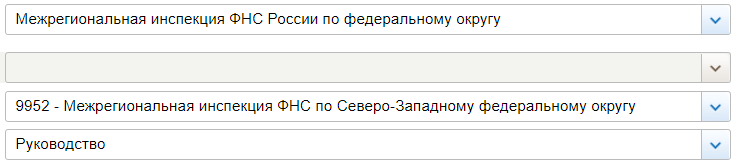 Межрегиональная инспекция ФНС России по федеральному округу
9952 - Межрегиональная инспекция ФНС по Северо-Западному федеральному округу
Руководство